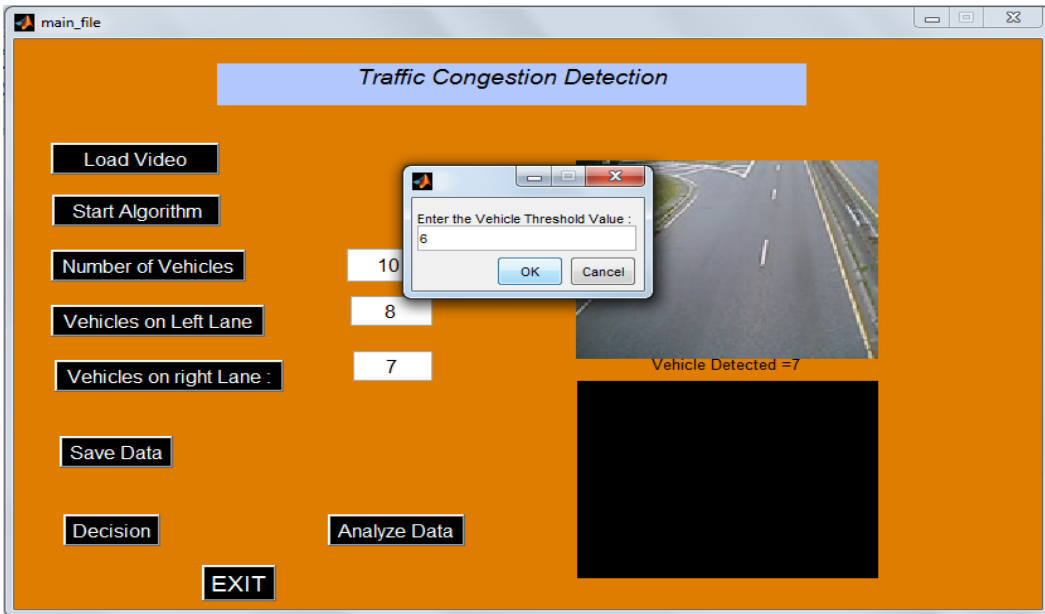 main_file
Traffic Congestion Detection
Load Video
Start Algorithm
Enter the Vehicle Threshold Value :
6
OK Cancel
Number of Vehicles 10
Vehicles on Left Lane 8
Vehicles on right Lane : 7
Vehicle Detected =7
Save Data
Decision
Analyze Data
EXIT